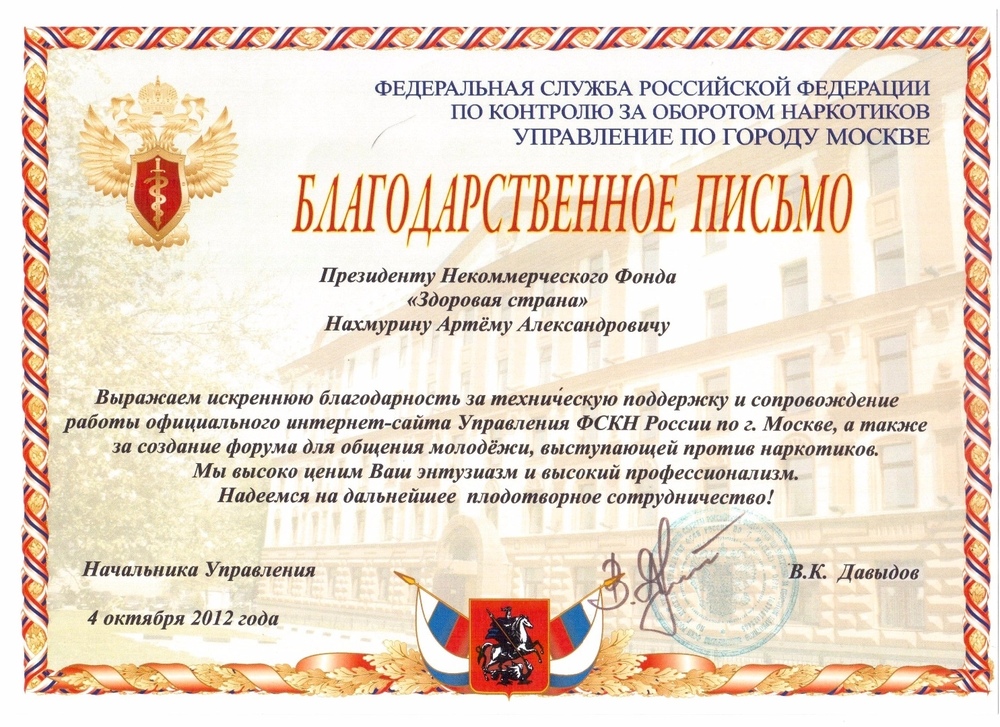 ФЕДЕРАЛЬНАЯ СЛУЖБА РОССИЙСКОЙ ФЕДЕРАЦИИ
ПО КОНТРОЛЮ ЗА ОБОРОТОМ НАРКОТИКОВ
УПРАВЛЕНИЕ ПО ГОРОДУ МОСКВЕ
БЛАГОДАРСТВЕННОЕ ПИСЬМО
Президенту Некоммерческого Фонда
«Здоровая страна»
Нахмурину Артёму Александровичу
Выражаем искреннюю благодарность за техническую поддержку и сопровождение
работы официального интернет-сайта Управления ФСКН России по г. Москве, а также
за создание форума для общения молодёжи, выступающей против наркотиков.
Мы высоко ценим Ваш энтузиазм и высокий профессионализм.
Надеемся на дальнейшее плодотворное сотрудничество!
Начальника Управления
В.К. Давыдов
4 октября 2012 года